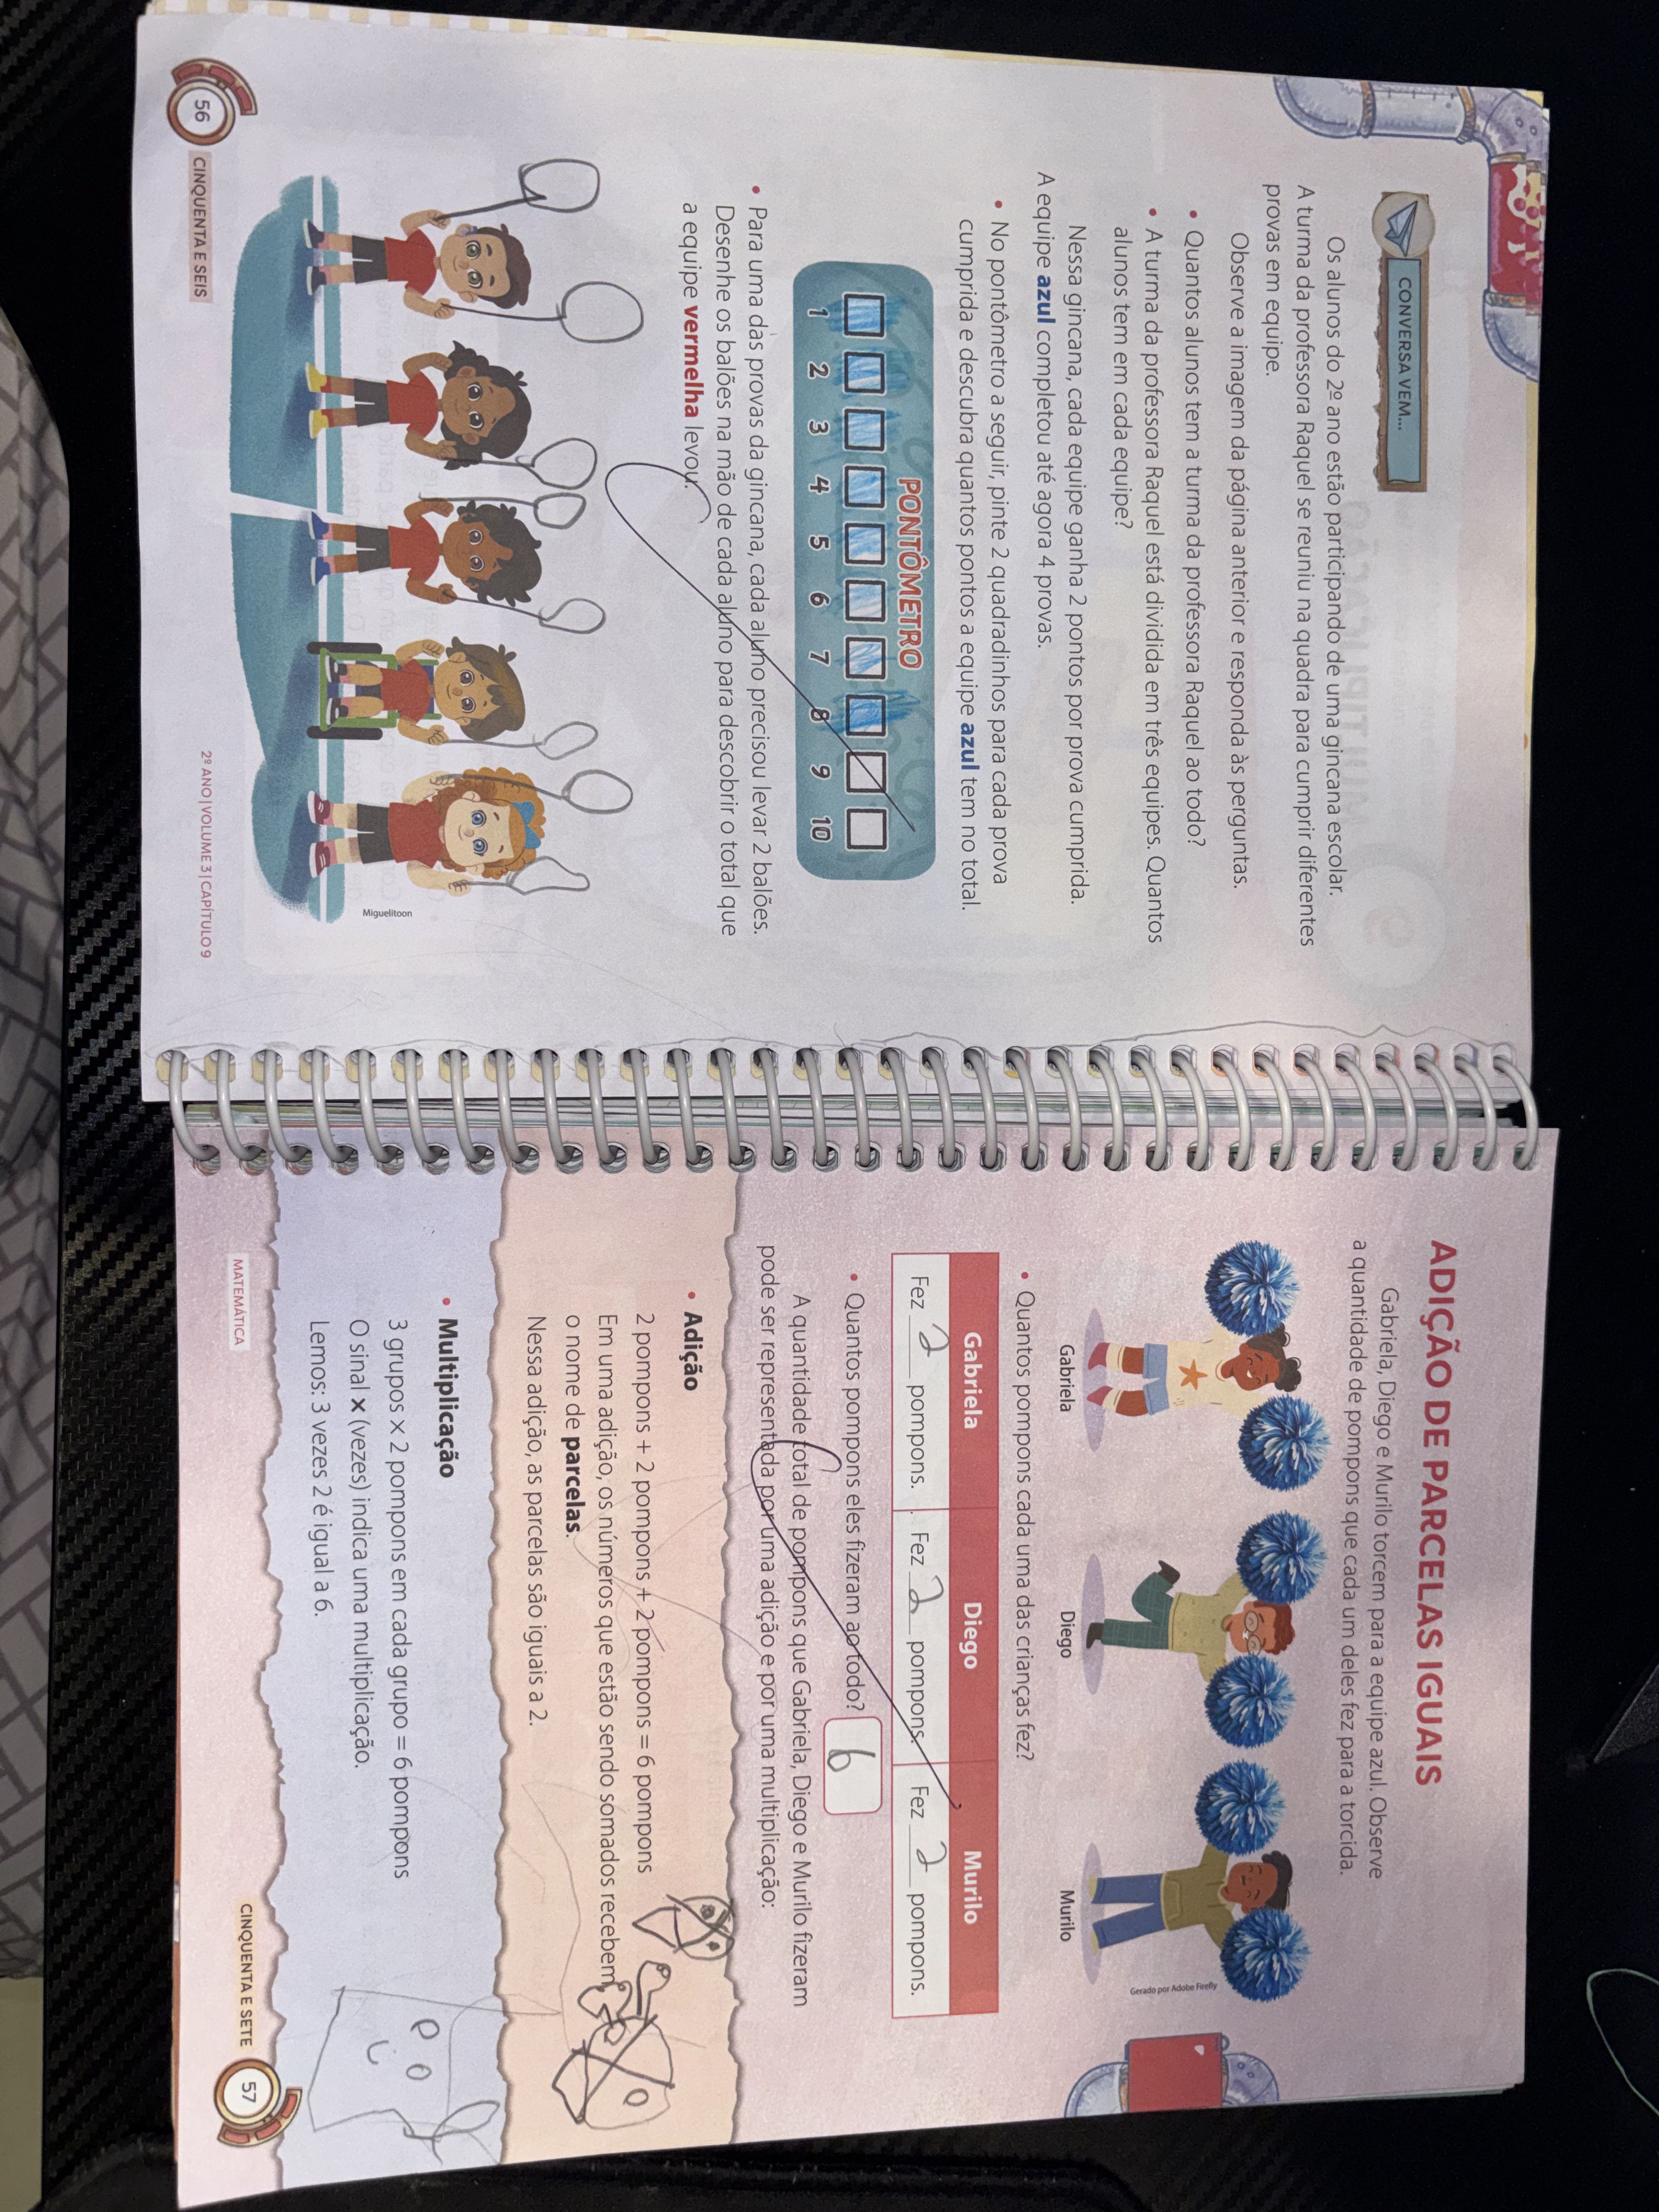 CONVERSA VEM...
Os alunos do 2º ano estão participando de uma gincana escolar.
A turma da professora Raquel se reuniu na quadra para cumprir diferentes
provas em equipe.
Observe a imagem da página anterior e responda às perguntas.
• Quantos alunos tem a turma da professora Raquel ao todo?
• A turma da professora Raquel está dividida em três equipes. Quantos
alunos tem em cada equipe?
Nessa gincana, cada equipe ganha 2 pontos por prova cumprida.
A equipe azul completou até agora 4 provas.
• No pontômetro a seguir, pinte 2 quadradinhos para cada prova
cumprida e descubra quantos pontos a equipe azul tem no total.
PONTÔMETRO
1 2 3 4 5 6 7 8 9 10
• Para uma das provas da gincana, cada aluno precisou levar 2 balões.
Desenhe os balões na mão de cada aluno para descobrir o total que
a equipe vermelha levou.
Miguelitoon
56 CINQUENTA E SEIS
2º ANO | VOLUME 3 | CAPÍTULO 9
ADIÇÃO DE PARCELAS IGUAIS
Gabriela, Diego e Murilo torcem para a equipe azul. Observe
a quantidade de pompons que cada um deles fez para a torcida.
Gabriela Diego Murilo
Gerado por Adobe Firefly
• Quantos pompons cada uma das crianças fez?
Gabriela Diego Murilo
Fez 2 pompons. Fez 2 pompons. Fez 2 pompons.
• Quantos pompons eles fizeram ao todo? 6
A quantidade total de pompons que Gabriela, Diego e Murilo fizeram
pode ser representada por uma adição e por uma multiplicação:
• Adição
2 pompons + 2 pompons + 2 pompons = 6 pompons
Em uma adição, os números que estão sendo somados recebem
o nome de parcelas.
Nessa adição, as parcelas são iguais a 2.
• Multiplicação
3 grupos x 2 pompons em cada grupo = 6 pompons
O sinal x (vezes) indica uma multiplicação.
Lemos: 3 vezes 2 é igual a 6.
MATEMÁTICA
CINQUENTA E SETE 57